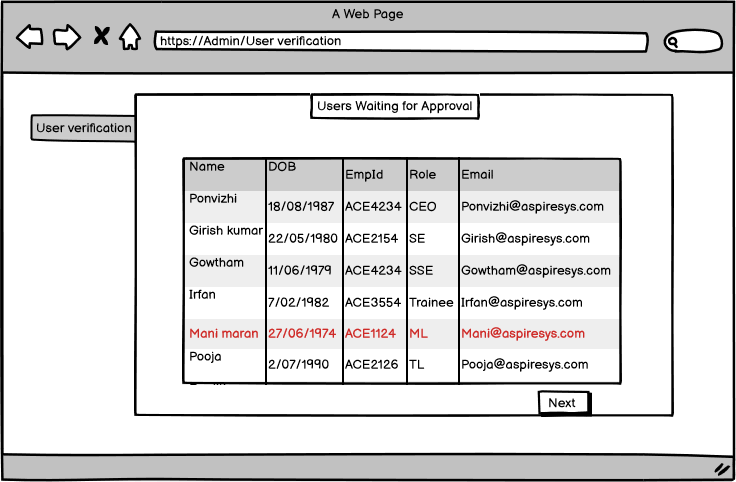 A Web Page
https://Admin/User verification
Users Waiting for Approval
User verification
Name DOB EmpId Role Email
Ponvizhi 18/08/1987 ACE4234 CEO Ponvizhi@aspiresys.com
Girish kumar 22/05/1980 ACE2154 SE Girish@aspiresys.com
Gowtham 11/06/1979 ACE4234 SSE Gowtham@aspiresys.com
Irfan 7/02/1982 ACE3554 Trainee Irfan@aspiresys.com
Mani maran 27/06/1974 ACE1124 ML Mani@aspiresys.com
Pooja 2/07/1990 ACE2126 TL Pooja@aspiresys.com
Next